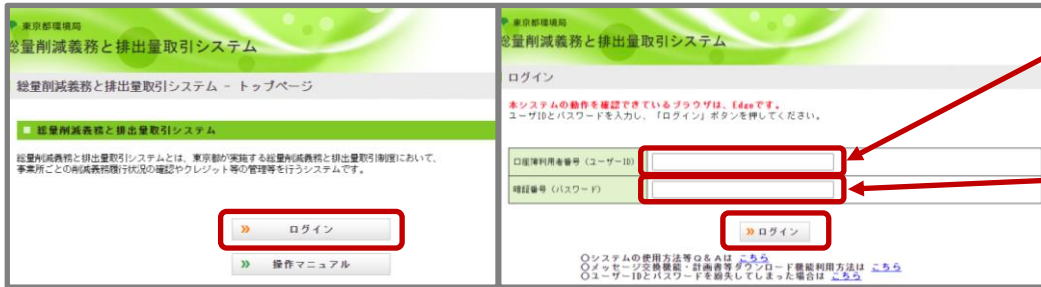 東京都環境局
総量削減義務と排出量取引システム
総量削減義務と排出量取引システム - トップページ
総量削減義務と排出量取引システム
総量削減義務と排出量取引システムとは、東京都が実施する総量削減義務と排出量取引制度において、
事業所ごとの削減義務履行状況の確認やクレジット等の管理等を行うシステムです。
ログイン
操作マニュアル
東京都環境局
総量削減義務と排出量取引システム
ログイン
本システムの動作を確認できているブラウザは、Edgeです。
ユーザIDとパスワードを入力し、「ログイン」ボタンを押してください。
口座簿利用者番号（ユーザーID）
暗証番号（パスワード）
ログイン
○システムの使用方法等Q&Aは こちら
○メッセージ交換機能・計画書等ダウンロード機能利用方法は こちら
○ユーザーIDとパスワードを紛失してしまった場合は こちら